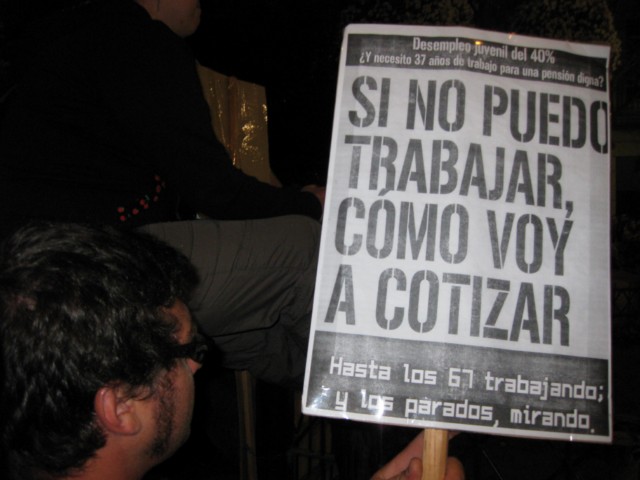 Desempleo juvenil del 40%
¿Y necesito 37 años de trabajo para una pensión digna?
SI NO PUEDO
TRABAJAR,
CÓMO VOY
A COTIZAR
Hasta los 67 trabajando;
y los parados, mirando.